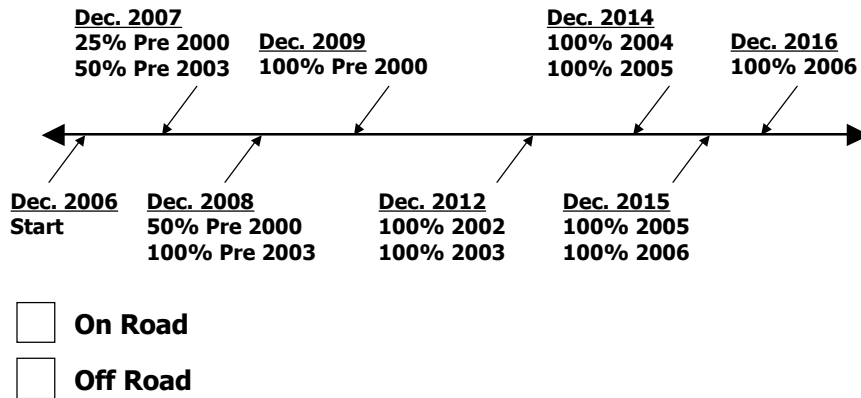 Dec. 2007
25% Pre 2000
50% Pre 2003
Dec. 2009
100% Pre 2000
Dec. 2014
100% 2004
100% 2005
Dec. 2016
100% 2006
Dec. 2006
Start
Dec. 2008
50% Pre 2000
100% Pre 2003
Dec. 2012
100% 2002
100% 2003
Dec. 2015
100% 2005
100% 2006
On Road
Off Road